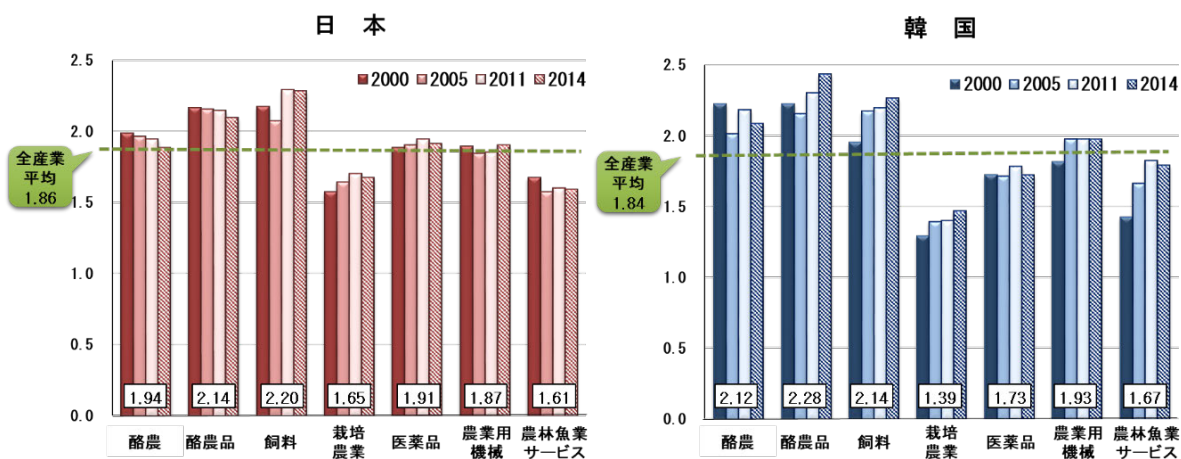 日 本
2.5
2.0
1.5
1.0
0.5
0.0
■2000 ■2005 □2011 ▧2014
全産業
平均
1.86
1.94 2.14 2.20 1.65 1.91 1.87 1.61
酪農 酪農品 飼料 栽培 医薬品 農業用 農林魚業
農業 機械 サービス
韓 国
2.5
2.0
1.5
1.0
0.5
0.0
■2000 ■2005 □2011 ▧2014
全産業
平均
1.84
2.12 2.28 2.14 1.39 1.73 1.93 1.67
酪農 酪農品 飼料 栽培 医薬品 農業用 農林魚業
農業 機械 サービス